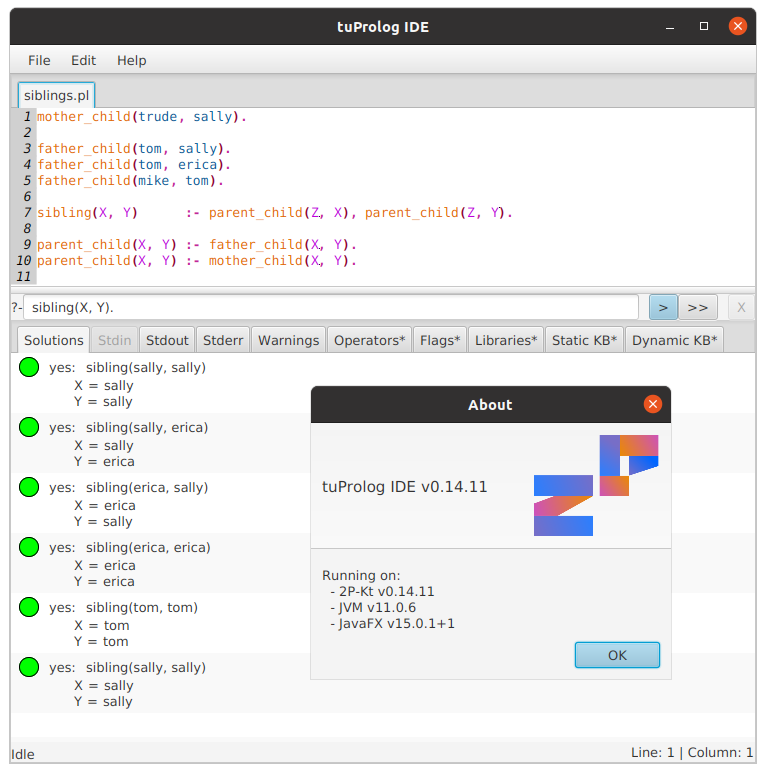 tuProlog IDE
File Edit Help
siblings.pl
1 mother_child(trude, sally).
2
3 father_child(tom, sally).
4 father_child(tom, erica).
5 father_child(mike, tom).
6
7 sibling(X, Y)      :- parent_child(Z, X), parent_child(Z, Y).
8
9 parent_child(X, Y) :- father_child(X, Y).
10 parent_child(X, Y) :- mother_child(X, Y).
11
?- sibling(X, Y). > >> X
Solutions Stdin Stdout Stderr Warnings Operators* Flags* Libraries* Static KB* Dynamic KB*
yes: sibling(sally, sally)
X = sally
Y = sally
yes: sibling(sally, erica)
X = sally
Y = erica
yes: sibling(erica, sally)
X = erica
Y = sally
yes: sibling(erica, erica)
X = erica
Y = erica
yes: sibling(tom, tom)
X = tom
Y = tom
yes: sibling(sally, sally)
X = sally
Y = sally
About
tuProlog IDE v0.14.11
Running on:
- 2P-Kt v0.14.11
- JVM v11.0.6
- JavaFX v15.0.1+1
OK
Idle
Line: 1 | Column: 1